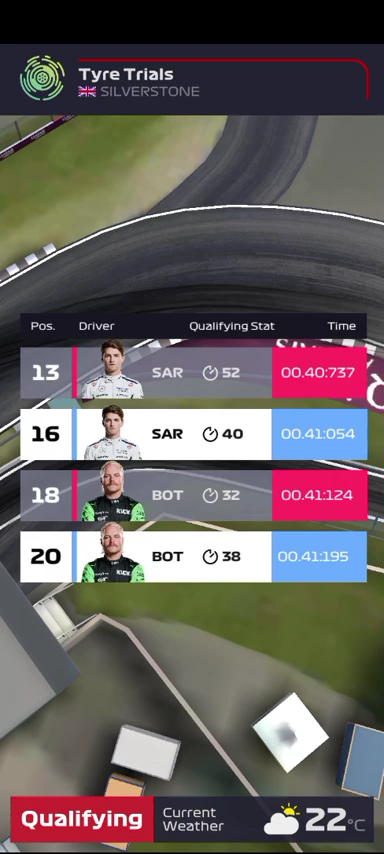 Tyre Trials
SILVERSTONE
Pos. Driver Qualifying Stat Time
13 SAR 52 00.40:737
16 SAR 40 00.41:054
18 BOT 32 00.41:124
20 BOT 38 00.41:195
Qualifying Current Weather 22°C